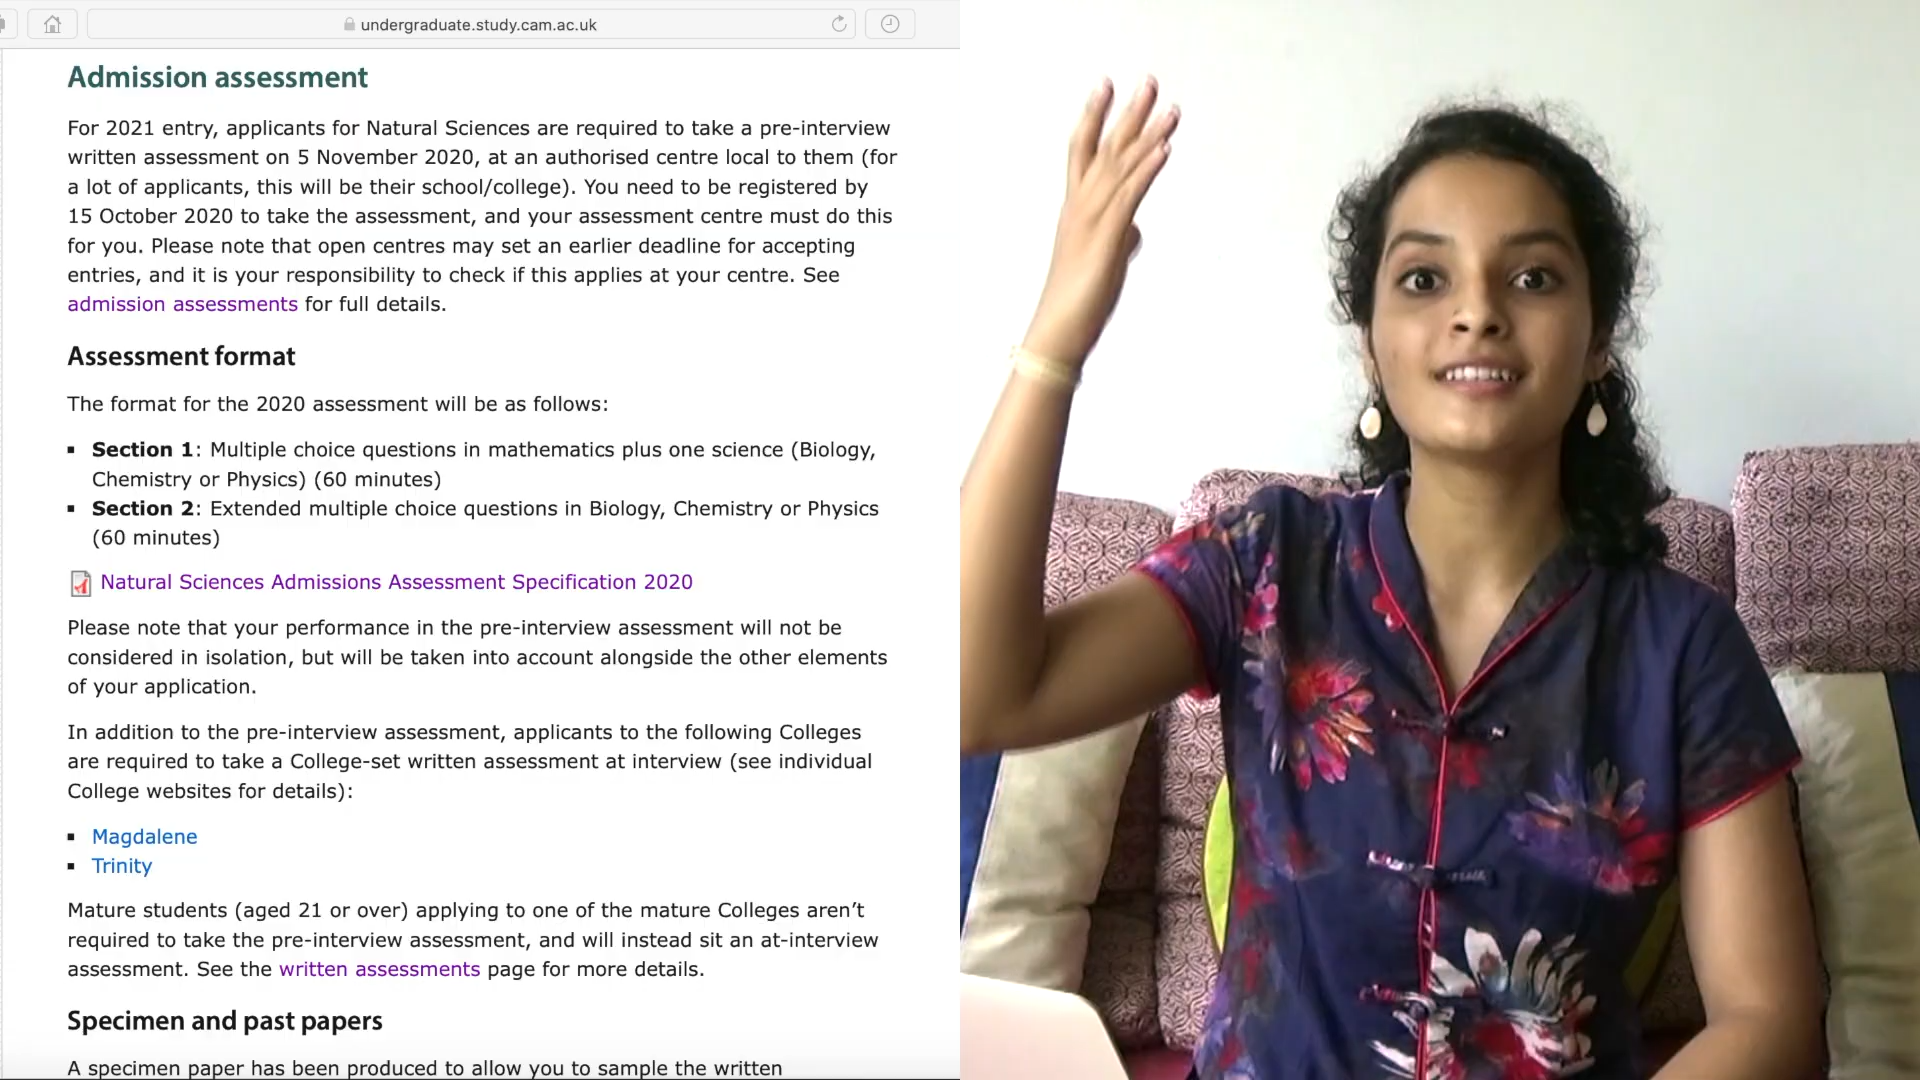 undergraduate.study.cam.ac.uk
Admission assessment
For 2021 entry, applicants for Natural Sciences are required to take a pre-interview
written assessment on 5 November 2020, at an authorised centre local to them (for
a lot of applicants, this will be their school/college). You need to be registered by
15 October 2020 to take the assessment, and your assessment centre must do this
for you. Please note that open centres may set an earlier deadline for accepting
entries, and it is your responsibility to check if this applies at your centre. See
admission assessments for full details.
Assessment format
The format for the 2020 assessment will be as follows:
Section 1: Multiple choice questions in mathematics plus one science (Biology,
Chemistry or Physics) (60 minutes)
Section 2: Extended multiple choice questions in Biology, Chemistry or Physics
(60 minutes)
Natural Sciences Admissions Assessment Specification 2020
Please note that your performance in the pre-interview assessment will not be
considered in isolation, but will be taken into account alongside the other elements
of your application.
In addition to the pre-interview assessment, applicants to the following Colleges
are required to take a College-set written assessment at interview (see individual
College websites for details):
Magdalene
Trinity
Mature students (aged 21 or over) applying to one of the mature Colleges aren’t
required to take the pre-interview assessment, and will instead sit an at-interview
assessment. See the written assessments page for more details.
Specimen and past papers
A specimen paper has been produced to allow you to sample the written